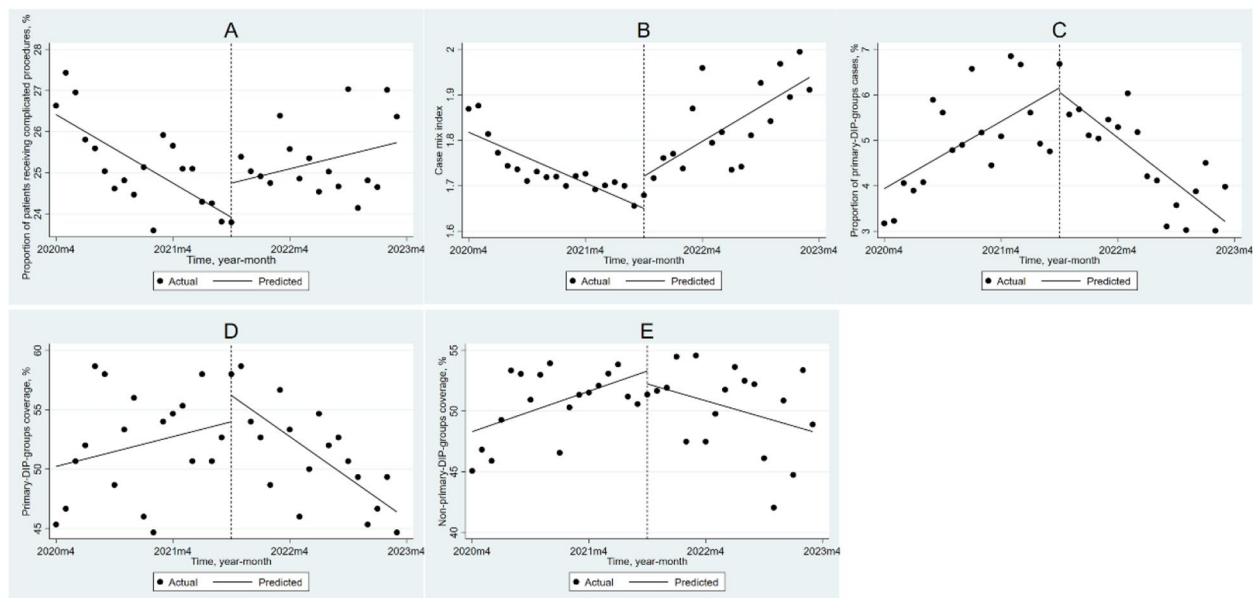 A
Proportion of patients receiving complicated procedures, %
28
27
26
25
24
2020m4
2021m4
2022m4
2023m4
Time, year-month
Actual
Predicted
B
Case mix index
2
1.9
1.8
1.7
1.6
2020m4
2021m4
2022m4
2023m4
Time, year-month
Actual
Predicted
C
Proportion of primary-DIP-groups cases, %
7
6
5
4
3
2020m4
2021m4
2022m4
2023m4
Time, year-month
Actual
Predicted
D
Primary-DIP-groups coverage, %
60
55
50
45
2020m4
2021m4
2022m4
2023m4
Time, year-month
Actual
Predicted
E
Non-primary-DIP-groups coverage, %
55
50
45
40
2020m4
2021m4
2022m4
2023m4
Time, year-month
Actual
Predicted